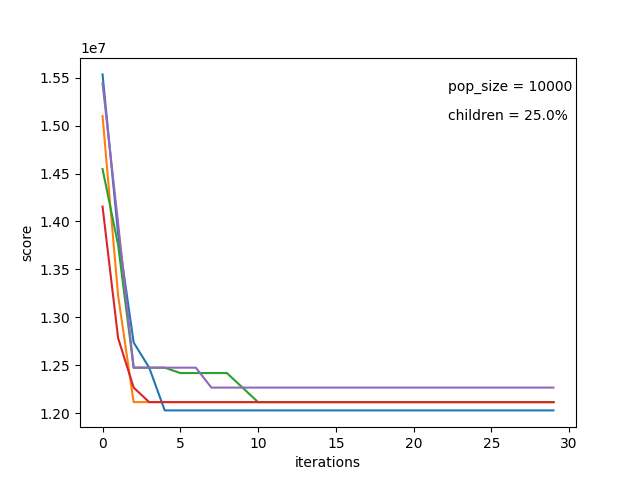 1e7
1.55
1.50
1.45
1.40
1.35
1.30
1.25
1.20
score
pop_size = 10000
children = 25.0%
0 5 10 15 20 25 30
iterations